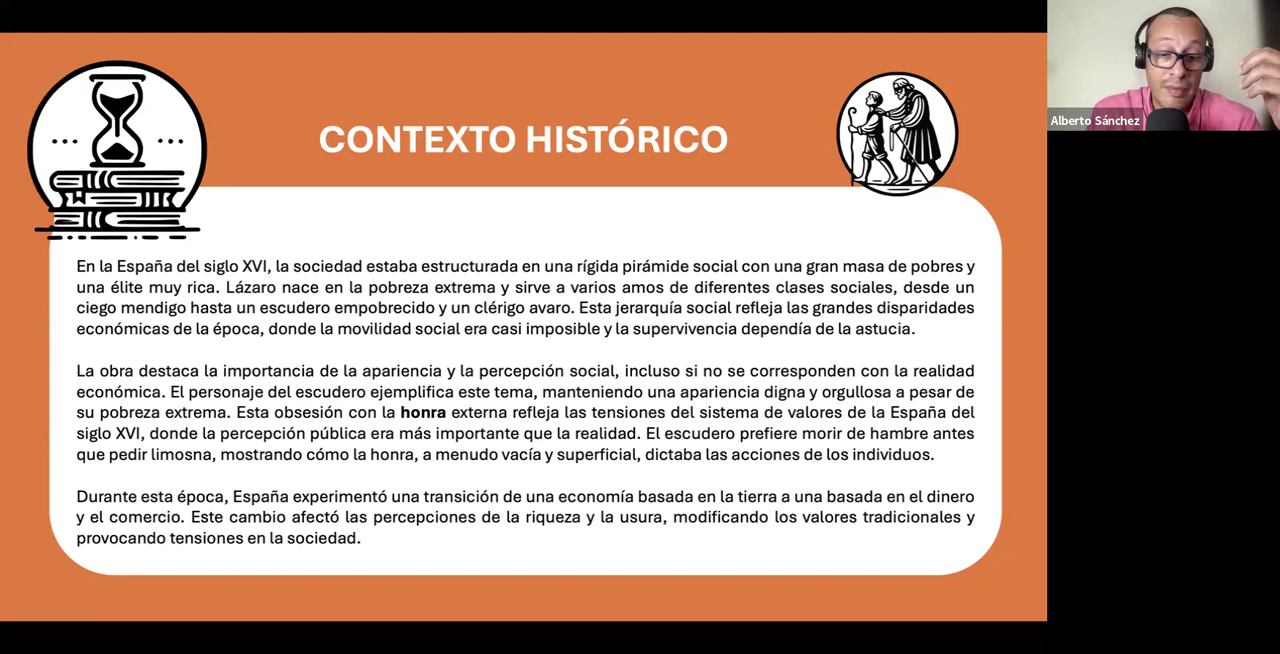 CONTEXTO HISTÓRICO
Alberto Sánchez
En la España del siglo XVI, la sociedad estaba estructurada en una rígida pirámide social con una gran masa de pobres y
una élite muy rica. Lázaro nace en la pobreza extrema y sirve a varios amos de diferentes clases sociales, desde un
ciego mendigo hasta un escudero empobrecido y un clérigo avaro. Esta jerarquía social refleja las grandes disparidades
económicas de la época, donde la movilidad social era casi imposible y la supervivencia dependía de la astucia.
La obra destaca la importancia de la apariencia y la percepción social, incluso si no se corresponden con la realidad
económica. El personaje del escudero ejemplifica este tema, manteniendo una apariencia digna y orgullosa a pesar de
su pobreza extrema. Esta obsesión con la honra externa refleja las tensiones del sistema de valores de la España del
siglo XVI, donde la percepción pública era más importante que la realidad. El escudero prefiere morir de hambre antes
que pedir limosna, mostrando cómo la honra, a menudo vacía y superficial, dictaba las acciones de los individuos.
Durante esta época, España experimentó una transición de una economía basada en la tierra a una basada en el dinero
y el comercio. Este cambio afectó las percepciones de la riqueza y la usura, modificando los valores tradicionales y
provocando tensiones en la sociedad.